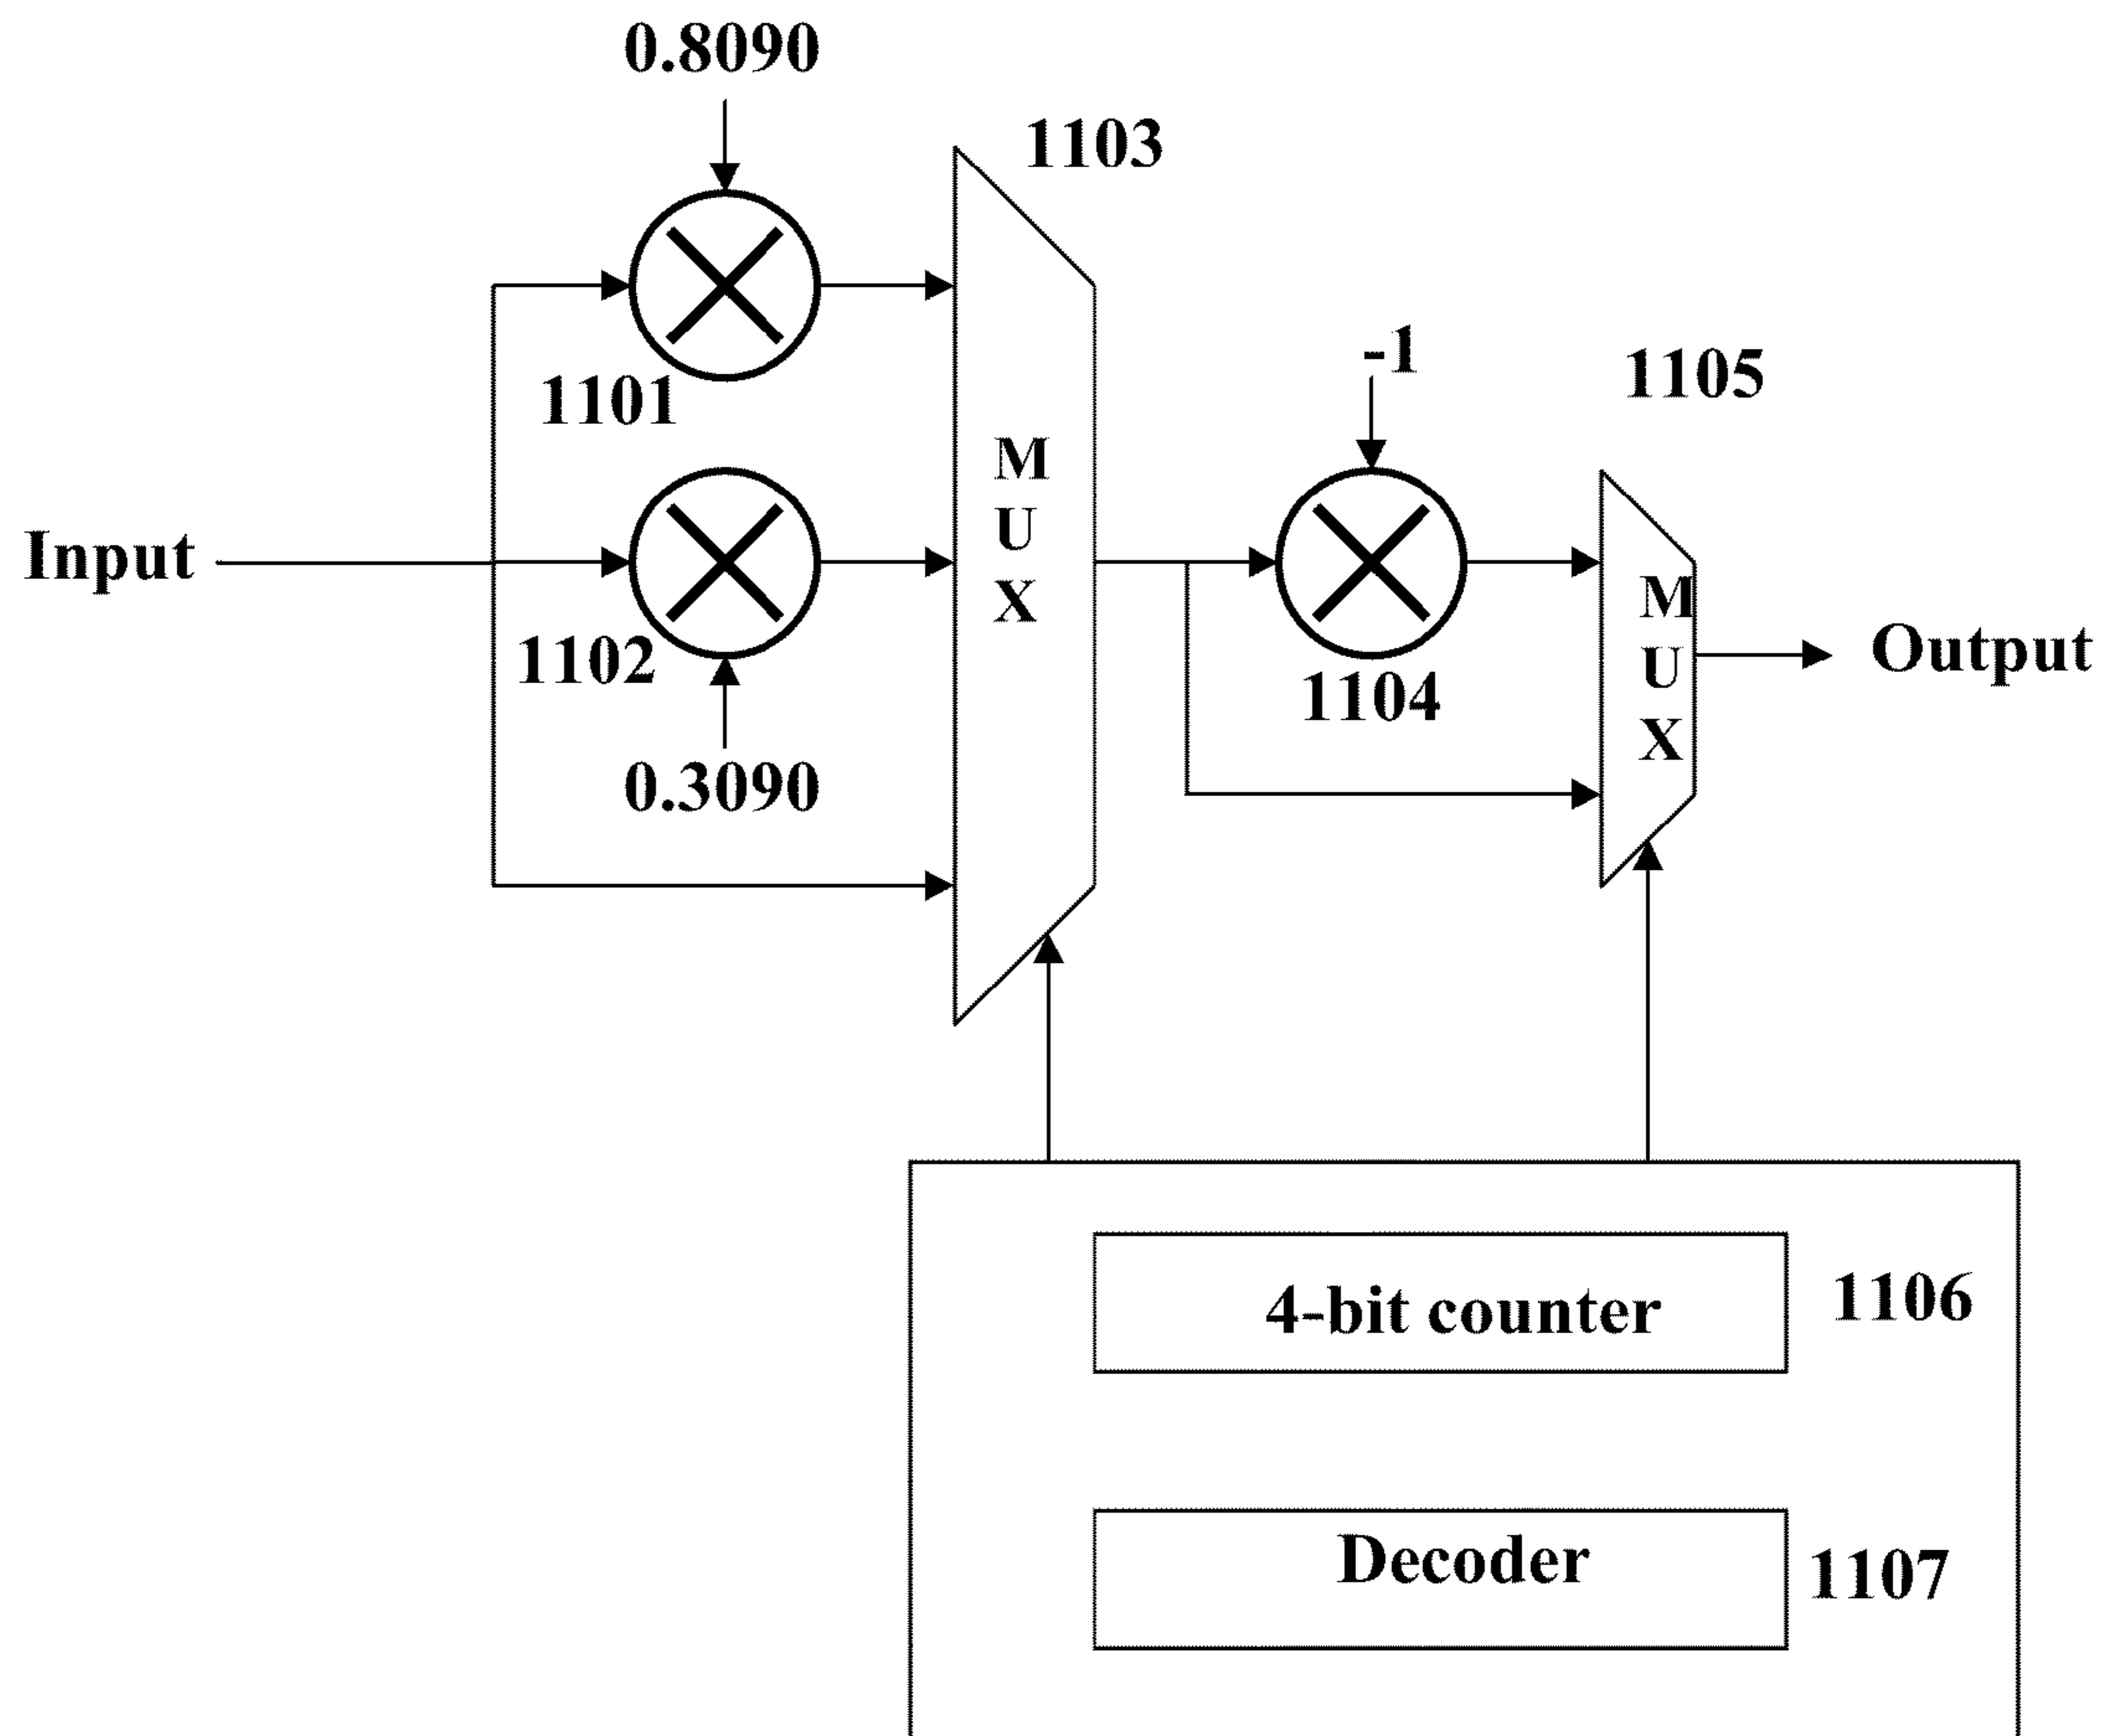 0.8090
1103
1101
-1
1105
M
U
X
Input
1102
0.3090
1104
M
U
X
Output
4-bit counter
1106
Decoder
1107